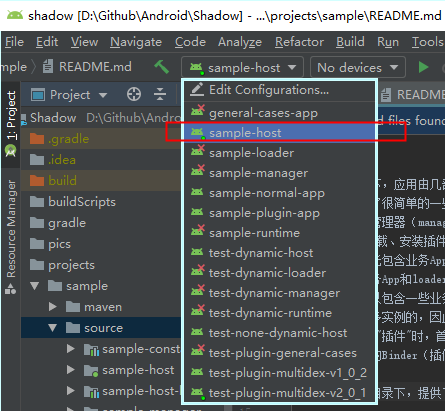 shadow [D:\Github\Android\Shadow] - ...\projects\sample\README.md
File Edit View Navigate Code Analyze Refactor Build Run Tools
mple README.md sample-host No devices
Project
Edit Configurations...
general-cases-app
sample-host
sample-loader
sample-manager
sample-normal-app
sample-plugin-app
sample-runtime
test-dynamic-host
test-dynamic-loader
test-dynamic-manager
test-dynamic-runtime
test-none-dynamic-host
test-plugin-general-cases
test-plugin-multidex-v1_0_2
test-plugin-multidex-v2_0_1
1: Project
Resource Manager
Shadow D:\Github\Android\S
.gradle
.idea
build
buildScripts
gradle
pics
projects
sample
maven
source
sample-const
sample-host
sample-host-l
README
d files found
应用由几
了很简单的一些
管理器（manag
载、安装插件
包含业务App
App和loader
包含一些业务
实例的，因此
"插件"时，首
Binder（插件
目录下，提供了